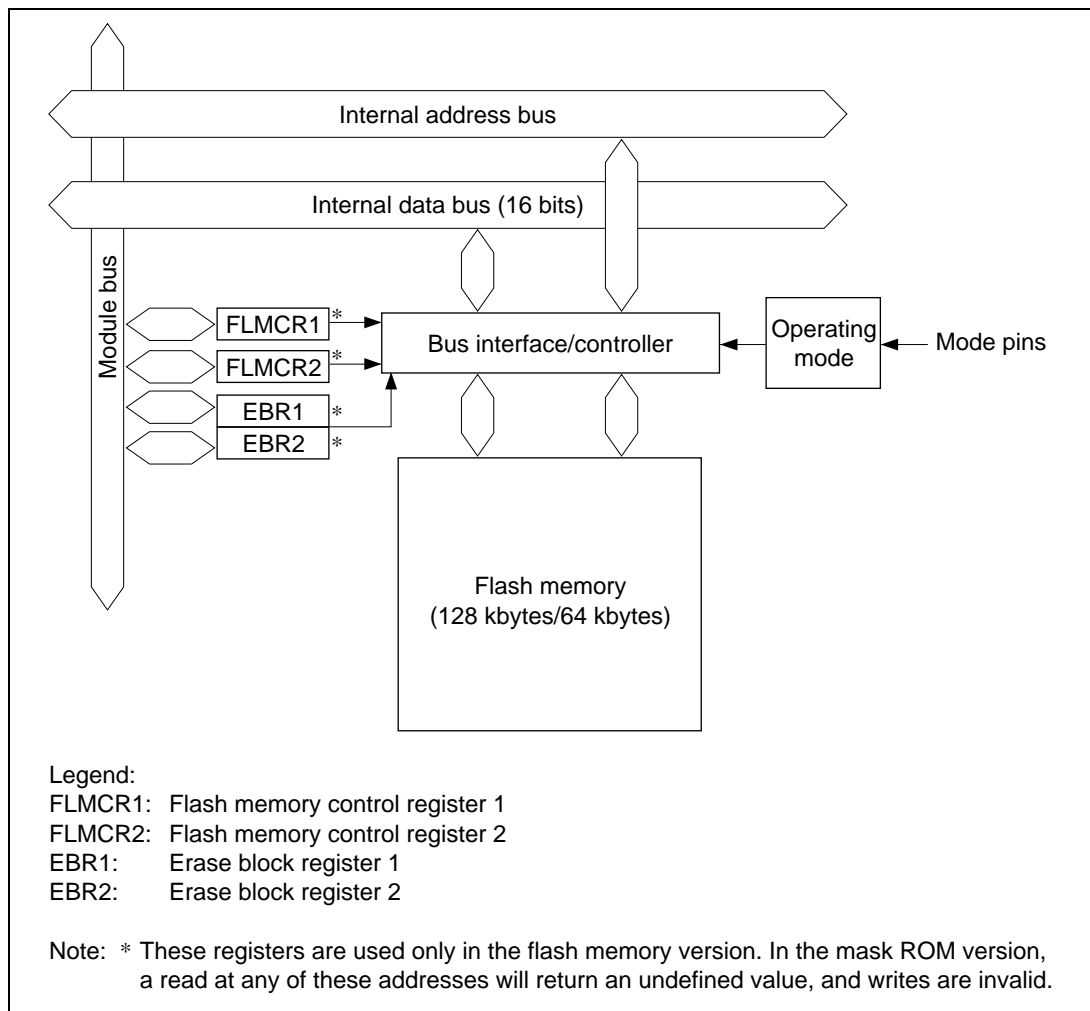 Internal address bus
Internal data bus (16 bits)
Module bus
FLMCR1 *
FLMCR2 *
EBR1 *
EBR2 *
Bus interface/controller
Operating
mode
Mode pins
Flash memory
(128 kbytes/64 kbytes)
Legend:
FLMCR1: Flash memory control register 1
FLMCR2: Flash memory control register 2
EBR1: Erase block register 1
EBR2: Erase block register 2
Note: * These registers are used only in the flash memory version. In the mask ROM version,
a read at any of these addresses will return an undefined value, and writes are invalid.